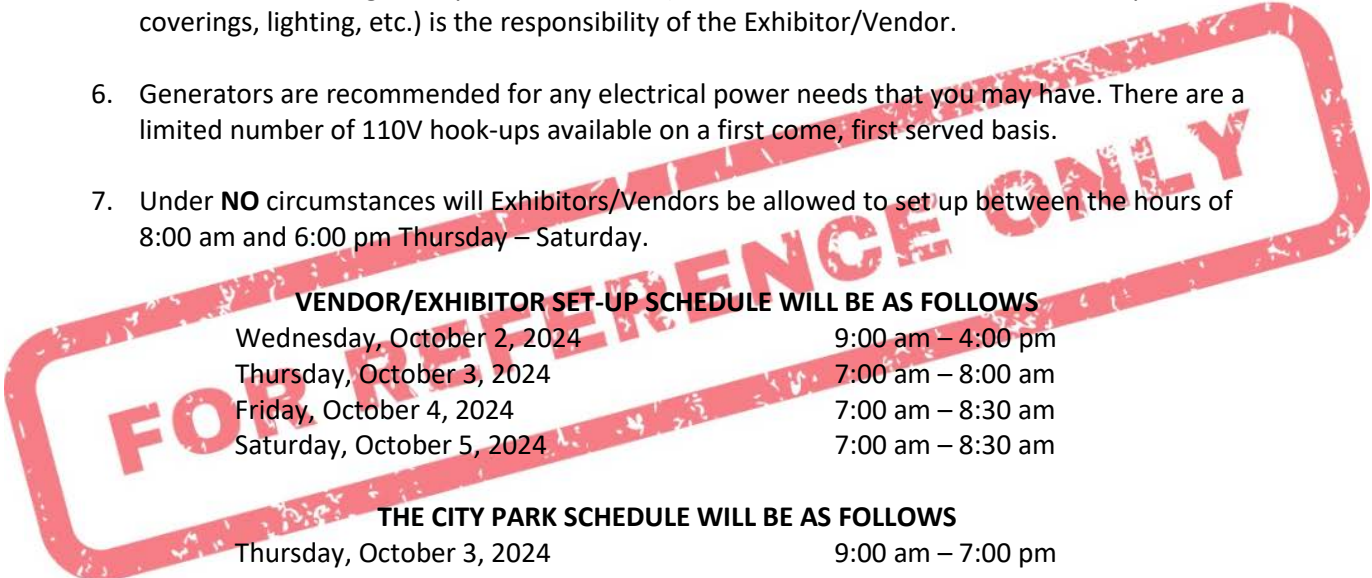 coverings, lighting, etc.) is the responsibility of the Exhibitor/Vendor.
6. Generators are recommended for any electrical power needs that you may have. There are a
limited number of 110V hook-ups available on a first come, first served basis.
7. Under NO circumstances will Exhibitors/Vendors be allowed to set up between the hours of
8:00 am and 6:00 pm Thursday – Saturday.
VENDOR/EXHIBITOR SET-UP SCHEDULE WILL BE AS FOLLOWS
Wednesday, October 2, 2024 9:00 am – 4:00 pm
Thursday, October 3, 2024 7:00 am – 8:00 am
Friday, October 4, 2024 7:00 am – 8:30 am
Saturday, October 5, 2024 7:00 am – 8:30 am
THE CITY PARK SCHEDULE WILL BE AS FOLLOWS
Thursday, October 3, 2024 9:00 am – 7:00 pm
FOR REFERENCE ONLY